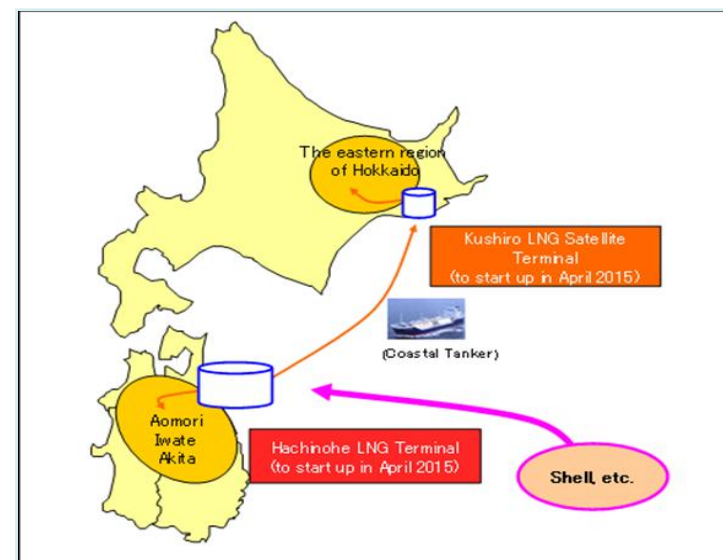 The eastern region
of Hokkaido
Kushiro LNG Satellite
Terminal
(to start up in April 2015)
(Coastal Tanker)
Aomori
Iwate
Akita
Hachinohe LNG Terminal
(to start up in April 2015)
Shell, etc.